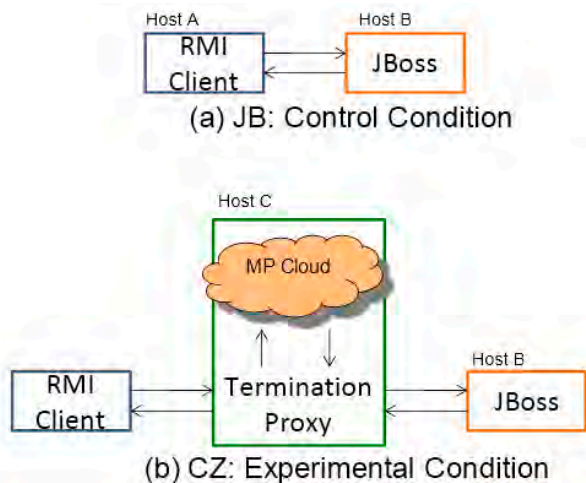 Host A
Host B
RMI
Client
JBoss
(a) JB: Control Condition
Host C
MP Cloud
RMI
Client
Termination
Proxy
Host B
JBoss
(b) CZ: Experimental Condition